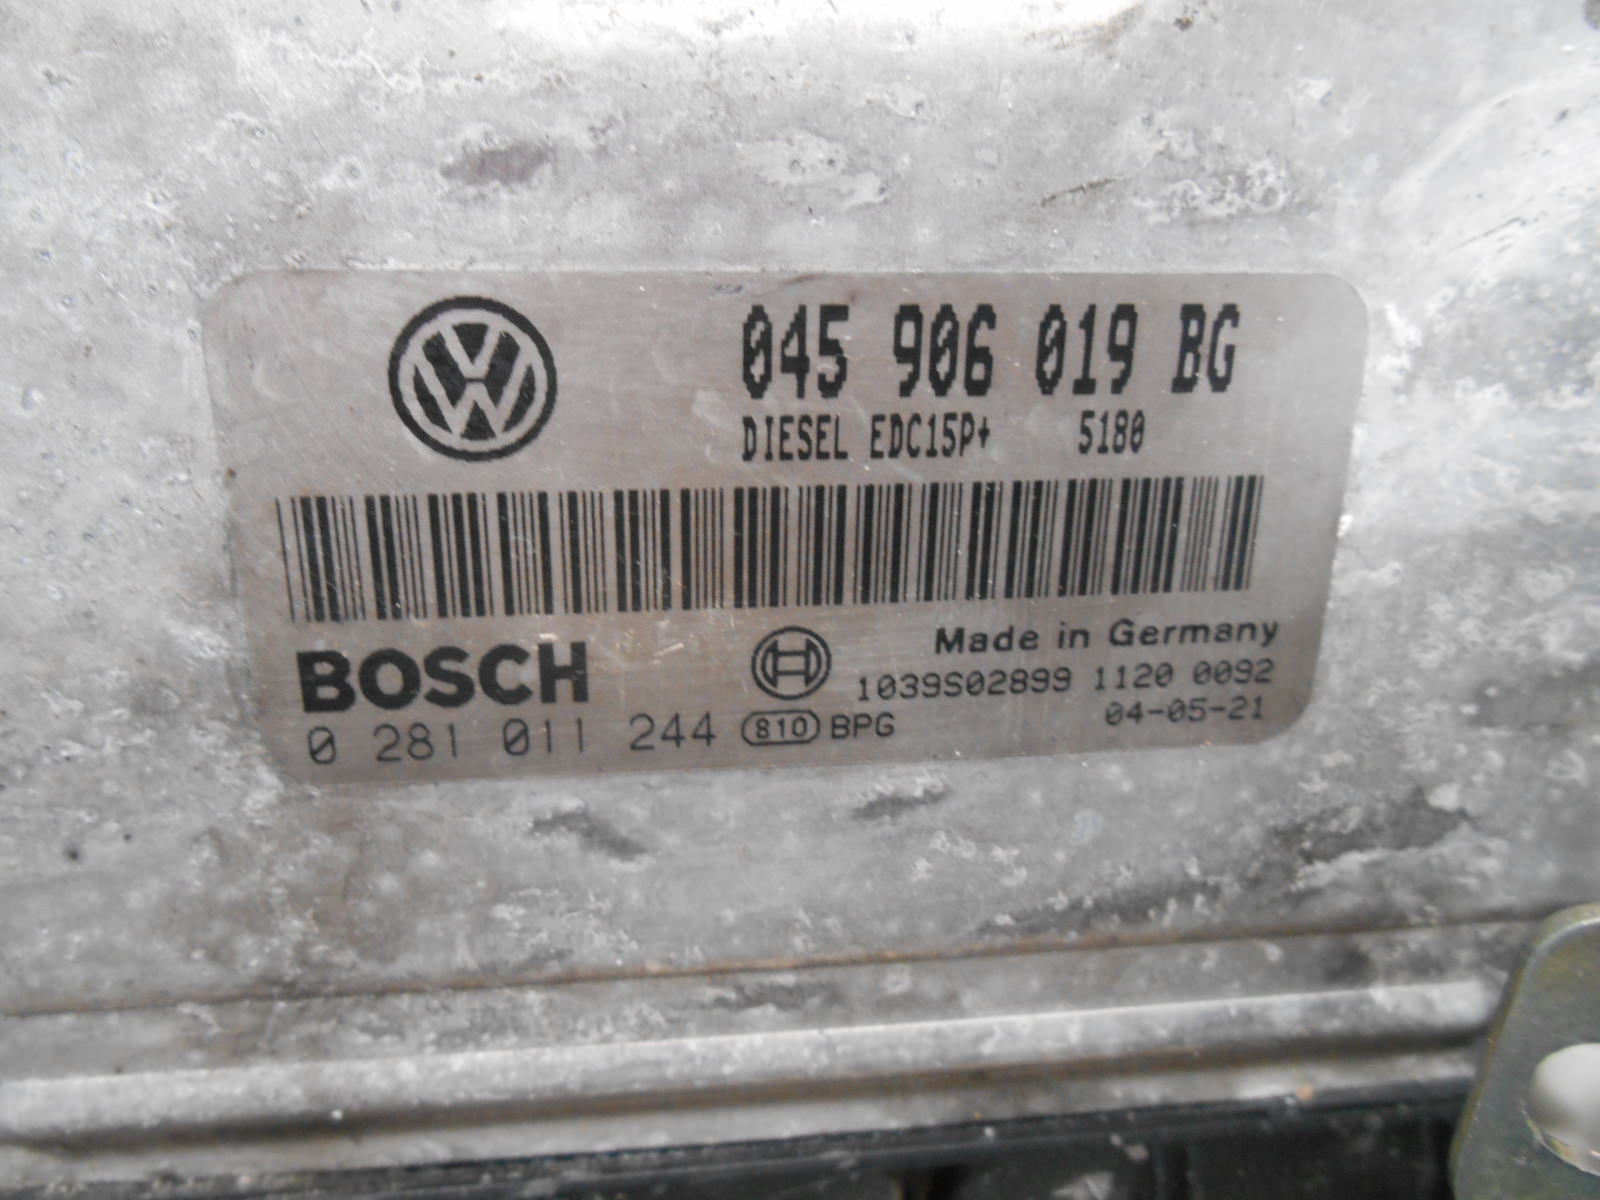 045 906 019 BG
DIESEL EDC15P+ 5180
BOSCH
Made in Germany
1039S02899 1120 0092
0 281 011 244 810 BPG
04-05-21